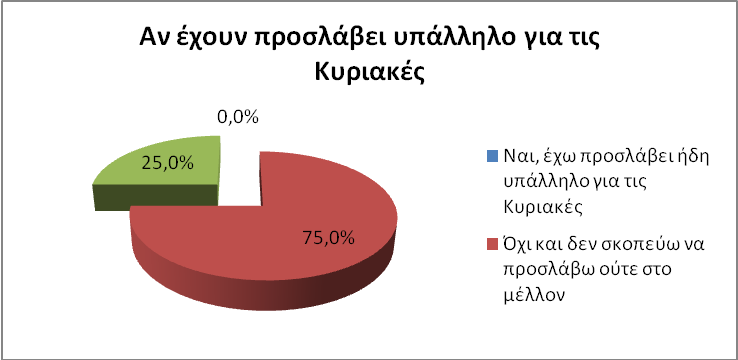 Αν έχουν προσλάβει υπάλληλο για τις
Κυριακές
0,0%
25,0%
75,0%
Ναι, έχω προσλάβει ήδη
υπάλληλο για τις
Κυριακές
Όχι και δεν σκοπεύω να
προσλάβω ούτε στο
μέλλον